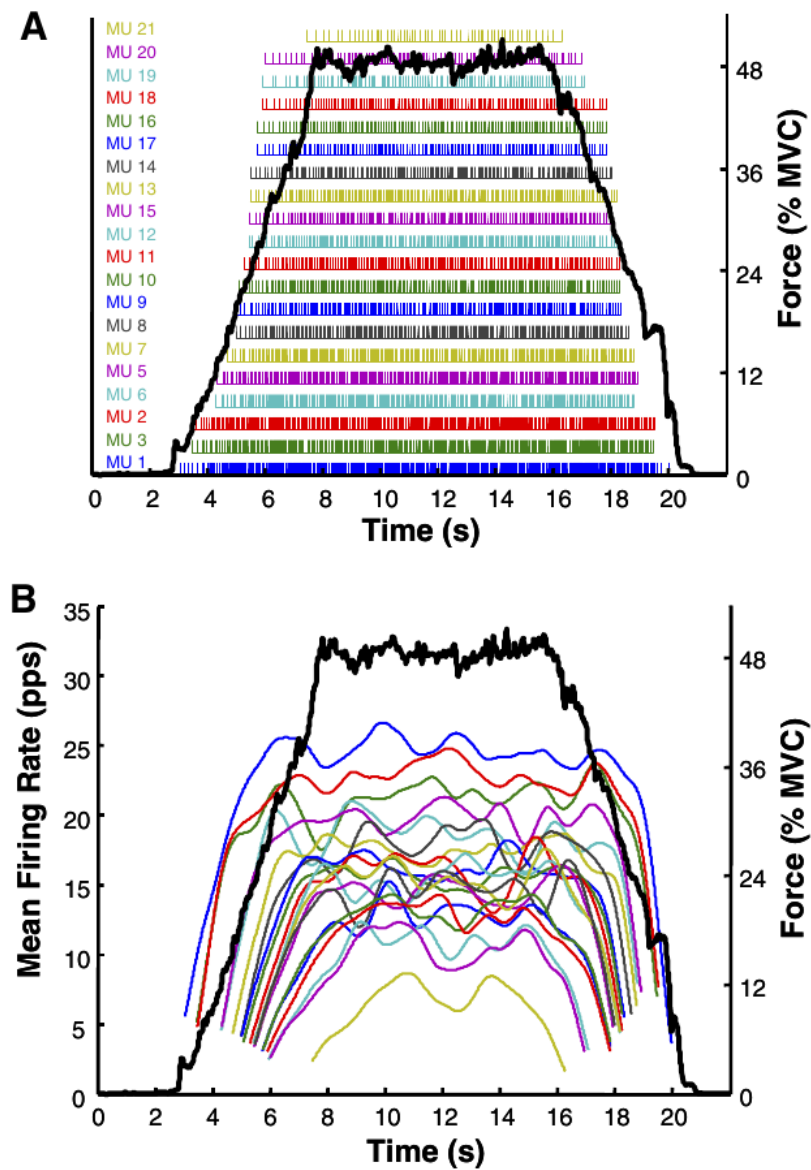 A
MU 21
MU 20
MU 19
MU 18
MU 16
MU 17
MU 14
MU 13
MU 15
MU 12
MU 11
MU 10
MU 9
MU 8
MU 7
MU 5
MU 6
MU 2
MU 3
MU 1
48
36
24
12
0
Force (% MVC)
0 2 4 6 8 10 12 14 16 18 20
Time (s)
B
35
30
25
20
15
10
5
0
Mean Firing Rate (pps)
48
36
24
12
0
Force (% MVC)
0 2 4 6 8 10 12 14 16 18 20
Time (s)